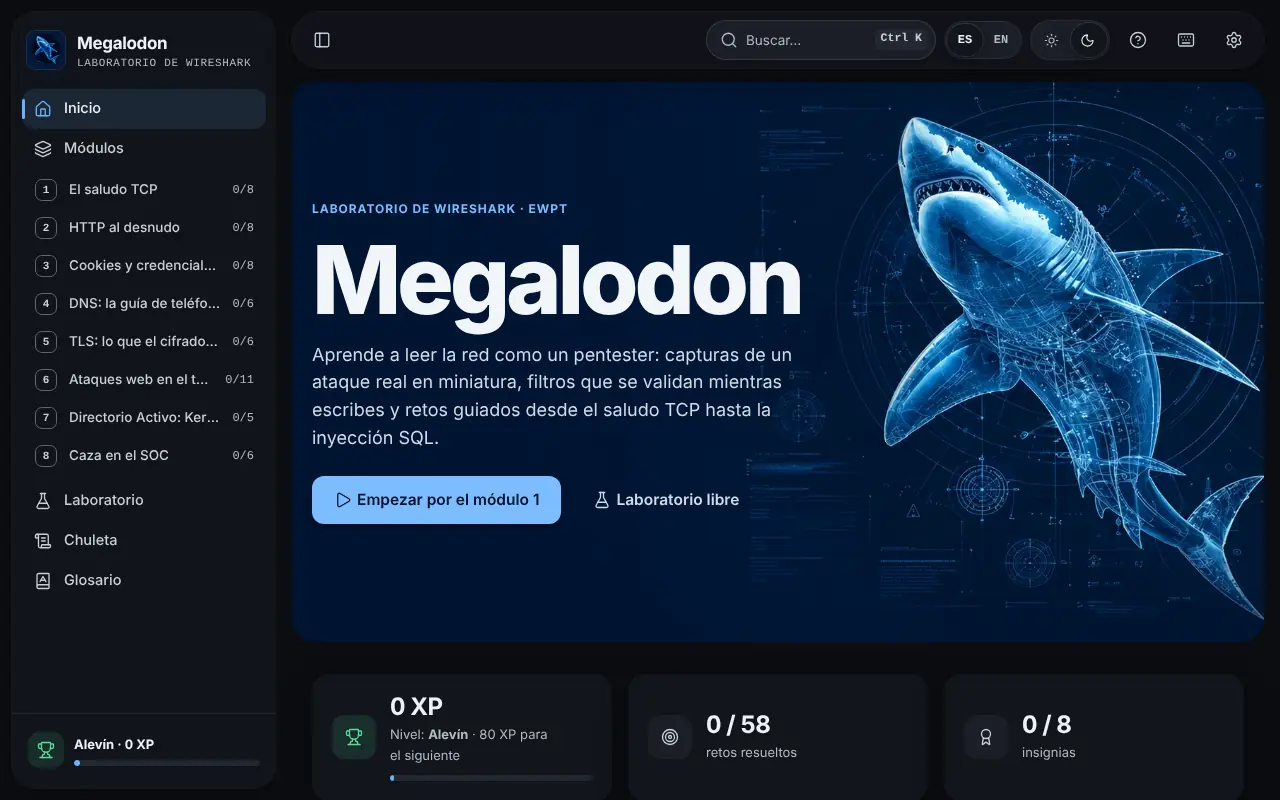 Megalodon
LABORATORIO DE WIRESHARK
Inicio
Módulos
1 El saludo TCP 0/8
2 HTTP al desnudo 0/8
3 Cookies y credencial... 0/8
4 DNS: la guía de teléfo... 0/6
5 TLS: lo que el cifrado... 0/6
6 Ataques web en el t... 0/11
7 Directorio Activo: Ker... 0/5
8 Caza en el SOC 0/6
Laboratorio
Chuleta
Glosario
Alevín · 0 XP
Buscar... Ctrl K ES EN
LABORATORIO DE WIRESHARK · EWPT
Megalodon
Aprende a leer la red como un pentester: capturas de un
ataque real en miniatura, filtros que se validan mientras
escribes y retos guiados desde el saludo TCP hasta la
inyección SQL.
Empezar por el módulo 1 Laboratorio libre
0 XP
Nivel: Alevín · 80 XP para
el siguiente
0 / 58
retos resueltos
0 / 8
insignias